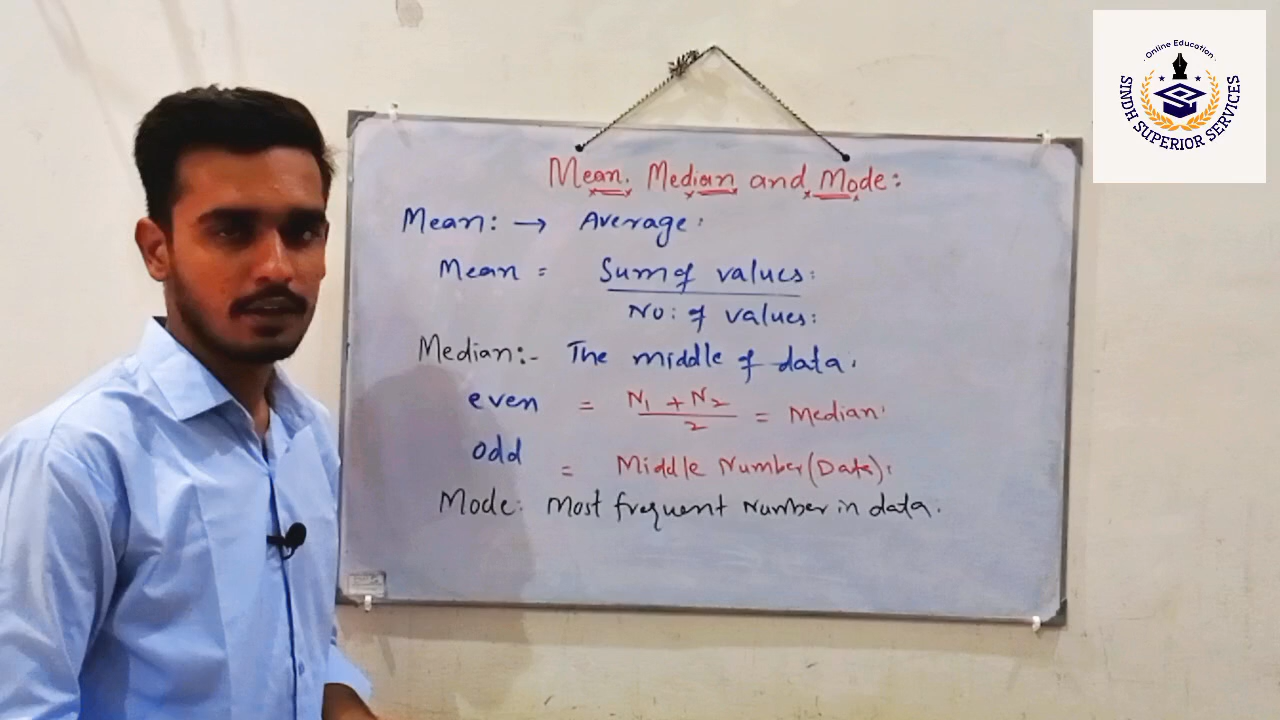 Online Education
SINDH SUPERIOR SERVICES
Mean, Median and Mode:
Mean: → Average:
Mean = Sum of values:
No: of values:
Median:- The middle of data.
even = N1 + N2 = Median
2
odd = Middle Number (Data):
Mode: Most frequent Number in data.